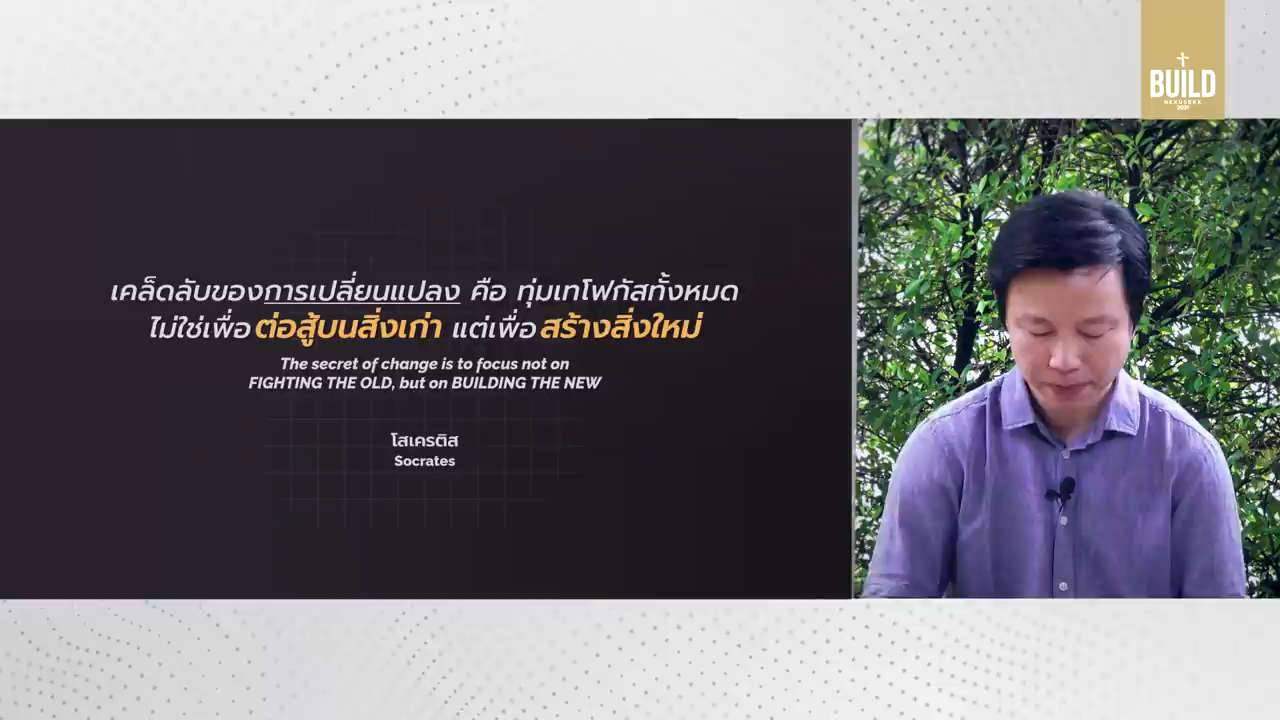 BUILD
NEXUSBKK
2021
เคล็ดลับของการเปลี่ยนแปลง คือ ทุ่มเทโฟกัสทั้งหมด
ไม่ใช่เพื่อต่อสู้บนสิ่งเก่า แต่เพื่อสร้างสิ่งใหม่
The secret of change is to focus not on
FIGHTING THE OLD, but on BUILDING THE NEW
โสเครติส
Socrates